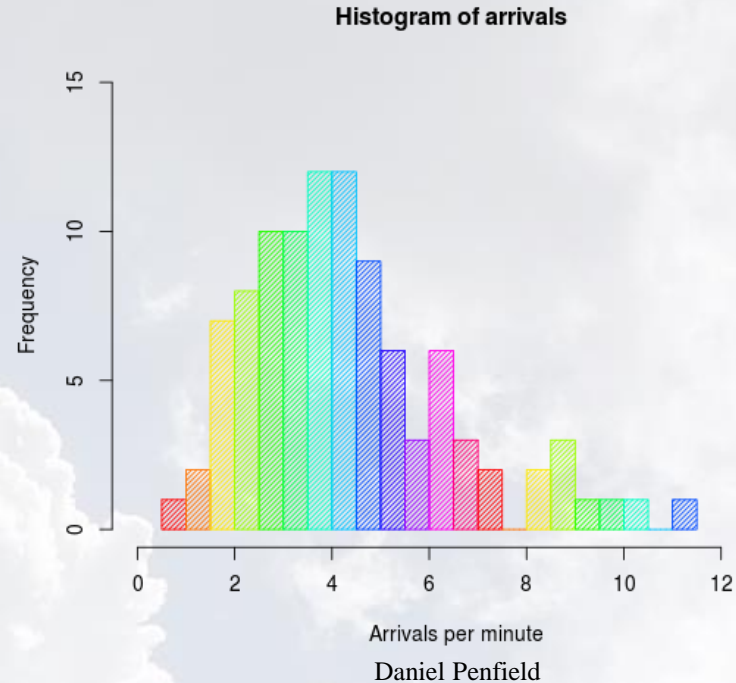 Histogram of arrivals
15
10
5
0
Frequency
0 2 4 6 8 10 12
Arrivals per minute
Daniel Penfield